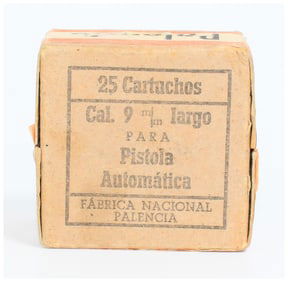 25 Cartuchos
Cal. 9 m/m largo
PARA
Pistola
Automática
FÁBRICA NACIONAL
PALENCIA